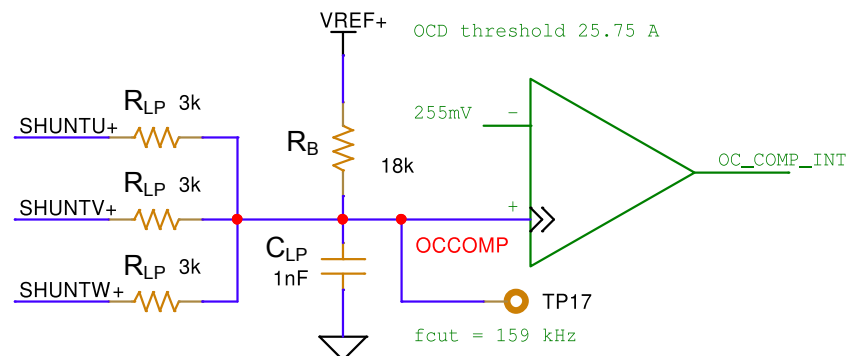 VREF+
OCD threshold 25.75 A
RLP 3k
SHUNTU+
255mV
-
RB
18k
OC_COMP_INT
RLP 3k
SHUNTV+
+
OCCOMP
CLP
1nF
RLP 3k
SHUNTW+
TP17
fcut = 159 kHz